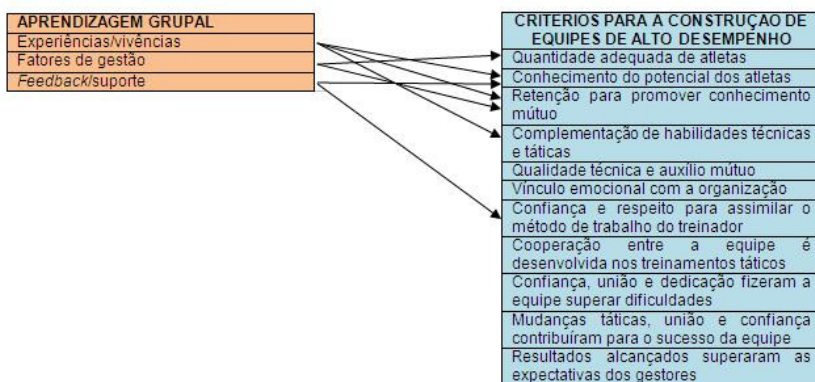 APRENDIZAGEM GRUPAL
Experiências/vivências
Fatores de gestão
Feedback/suporte
CRITÉRIOS PARA A CONSTRUÇÃO DE
EQUIPES DE ALTO DESEMPENHO
Quantidade adequada de atletas
Conhecimento do potencial dos atletas
Retenção para promover conhecimento
mútuo
Complementação de habilidades técnicas
e táticas
Qualidade técnica e auxílio mútuo
Vínculo emocional com a organização
Confiança e respeito para assimilar o
método de trabalho do treinador
Cooperação entre a equipe é
desenvolvida nos treinamentos táticos
Confiança, união e dedicação fizeram a
equipe superar dificuldades
Mudanças táticas, união e confiança
contribuíram para o sucesso da equipe
Resultados alcançados superaram as
expectativas dos gestores